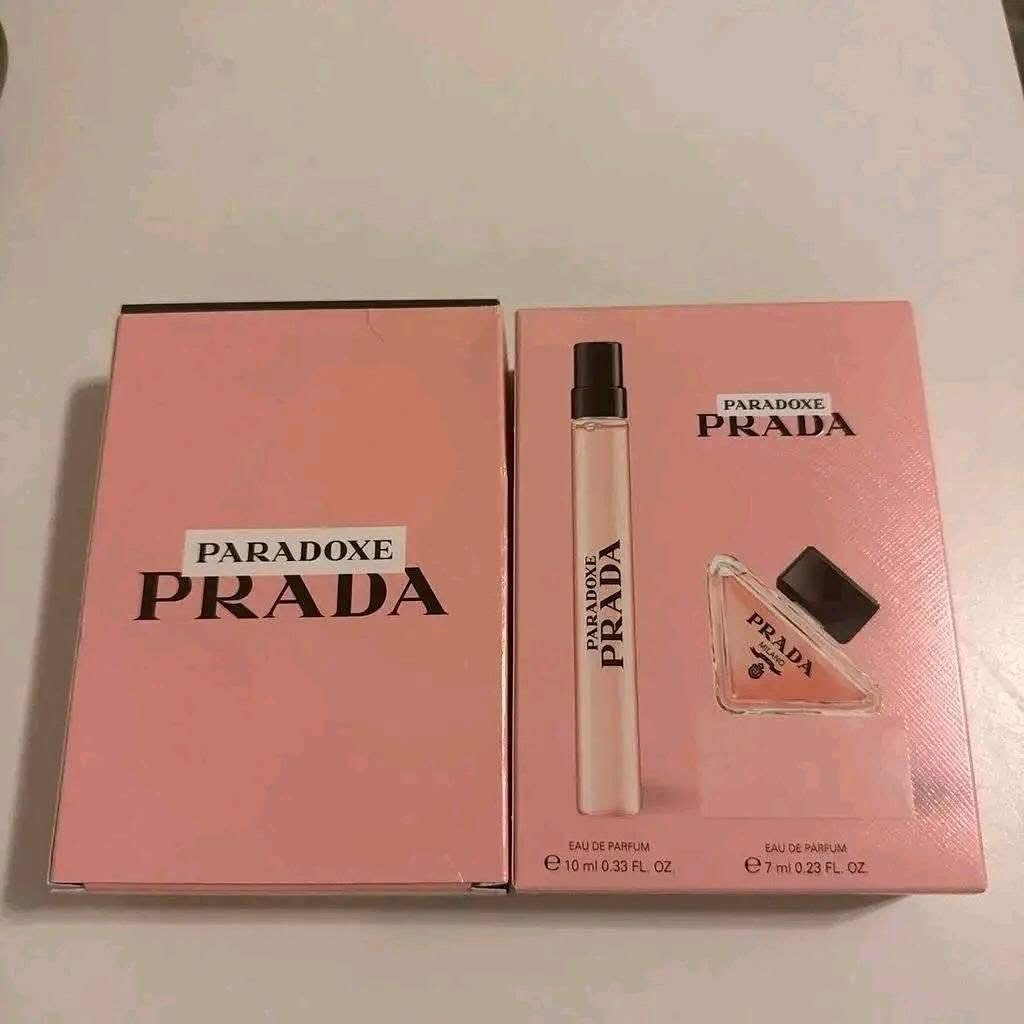 PARADOXE
PRADA
PARADOXE
PRADA
PARADOXE
PRADA
PRADA
MILANO
EAU DE PARFUM
℮ 10 ml 0.33 FL. OZ.
EAU DE PARFUM
℮ 7 ml 0.23 FL. OZ.